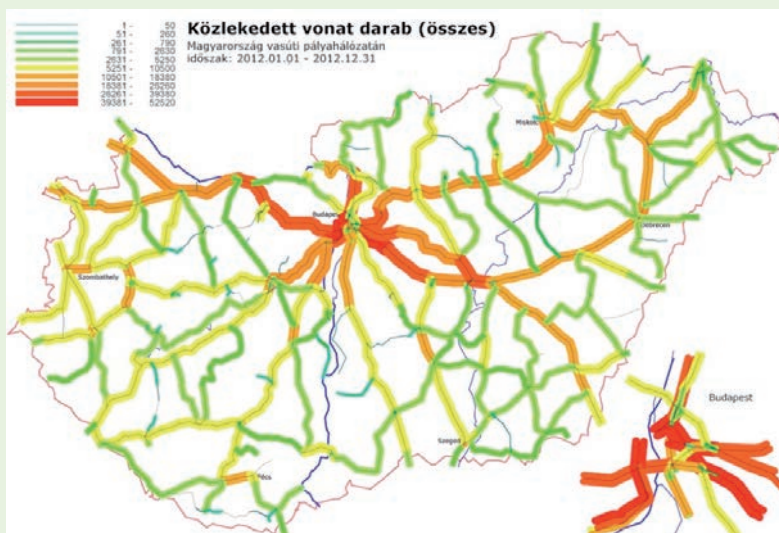 Közlekedett vonat darab (összes)
Magyarország vasúti pályahálózatán
időszak: 2012.01.01 - 2012.12.31
1 - 50
51 - 260
261 - 790
791 - 2630
2631 - 5250
5251 - 10500
10501 - 18380
18381 - 26260
26261 - 39380
39381 - 52520
Budapest
Debrecen
Szombathely
Szeged
Pécs
Budapest